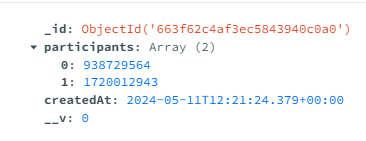 _id: ObjectId('663f62c4af3ec5843940c0a0')
participants: Array (2)
0: 938729564
1: 1720012943
createdAt: 2024-05-11T12:21:24.379+00:00
__v: 0